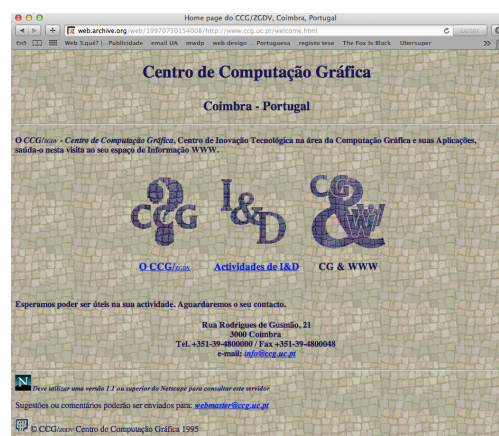 Home page do CCG/ZGDV, Coimbra, Portugal
web.archive.org/web/19970730154008/http://www.ccg.uc.pt/welcome.html
Leitor
Web 3.quê? (...Publicidade email UA mwdp web design ... Portuguesa registo tese The Fox Is Black Ubersuper
Centro de Computação Gráfica
Coimbra - Portugal
O CCG/ZGDV - Centro de Computação Gráfica, Centro de Inovação Tecnológica na área da Computação Gráfica e suas Aplicações,
saúda-o nesta visita ao seu espaço de Informação WWW.
CCG I&D CG & WWW
O CCG/ZGDV Actividades de I&D CG & WWW
Esperamos poder ser úteis na sua actividade. Aguardaremos o seu contacto.
Rua Rodrigues de Gusmão, 21
3000 Coimbra
Tel. +351-39-4800000 / Fax +351-39-4800048
e-mail: info@ccg.uc.pt
N Deve utilizar uma versão 1.1 ou superior do Netscape para consultar este servidor
Sugestões ou comentários poderão ser enviados para: webmaster@ccg.uc.pt
© CCG/ZGDV Centro de Computação Gráfica 1995